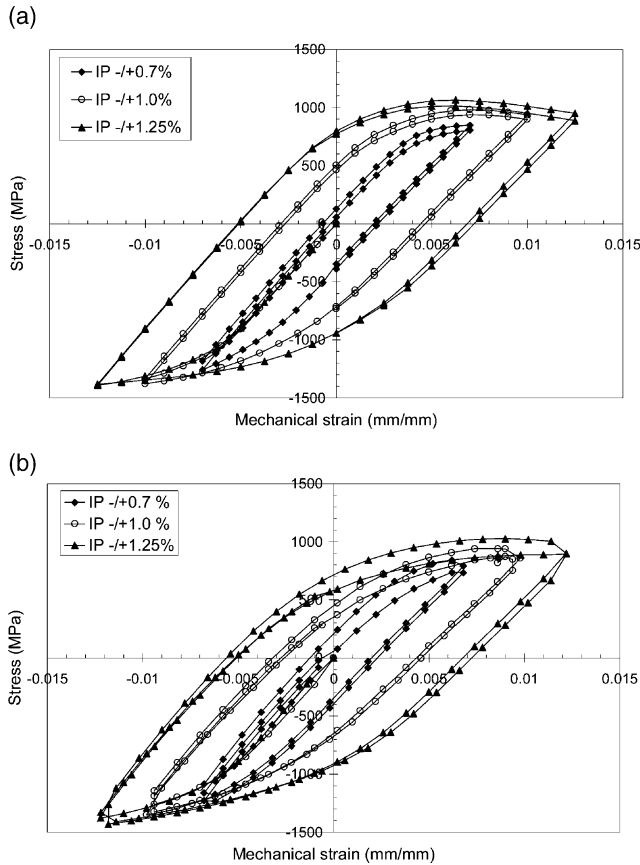 (a)
1500
IP -/+0.7%
IP -/+1.0%
IP -/+1.25%
1000
500
0
-0.015 -0.01 -0.005 0 0.005 0.01 0.015
-500
-1000
-1500
Stress (MPa)
Mechanical strain (mm/mm)
(b)
1500
IP -/+0.7 %
IP -/+1.0 %
IP -/+1.25%
1000
500
0
-0.015 -0.01 -0.005 0 0.005 0.01 0.015
-500
-1000
-1500
Stress (MPa)
Mechanical strain (mm/mm)